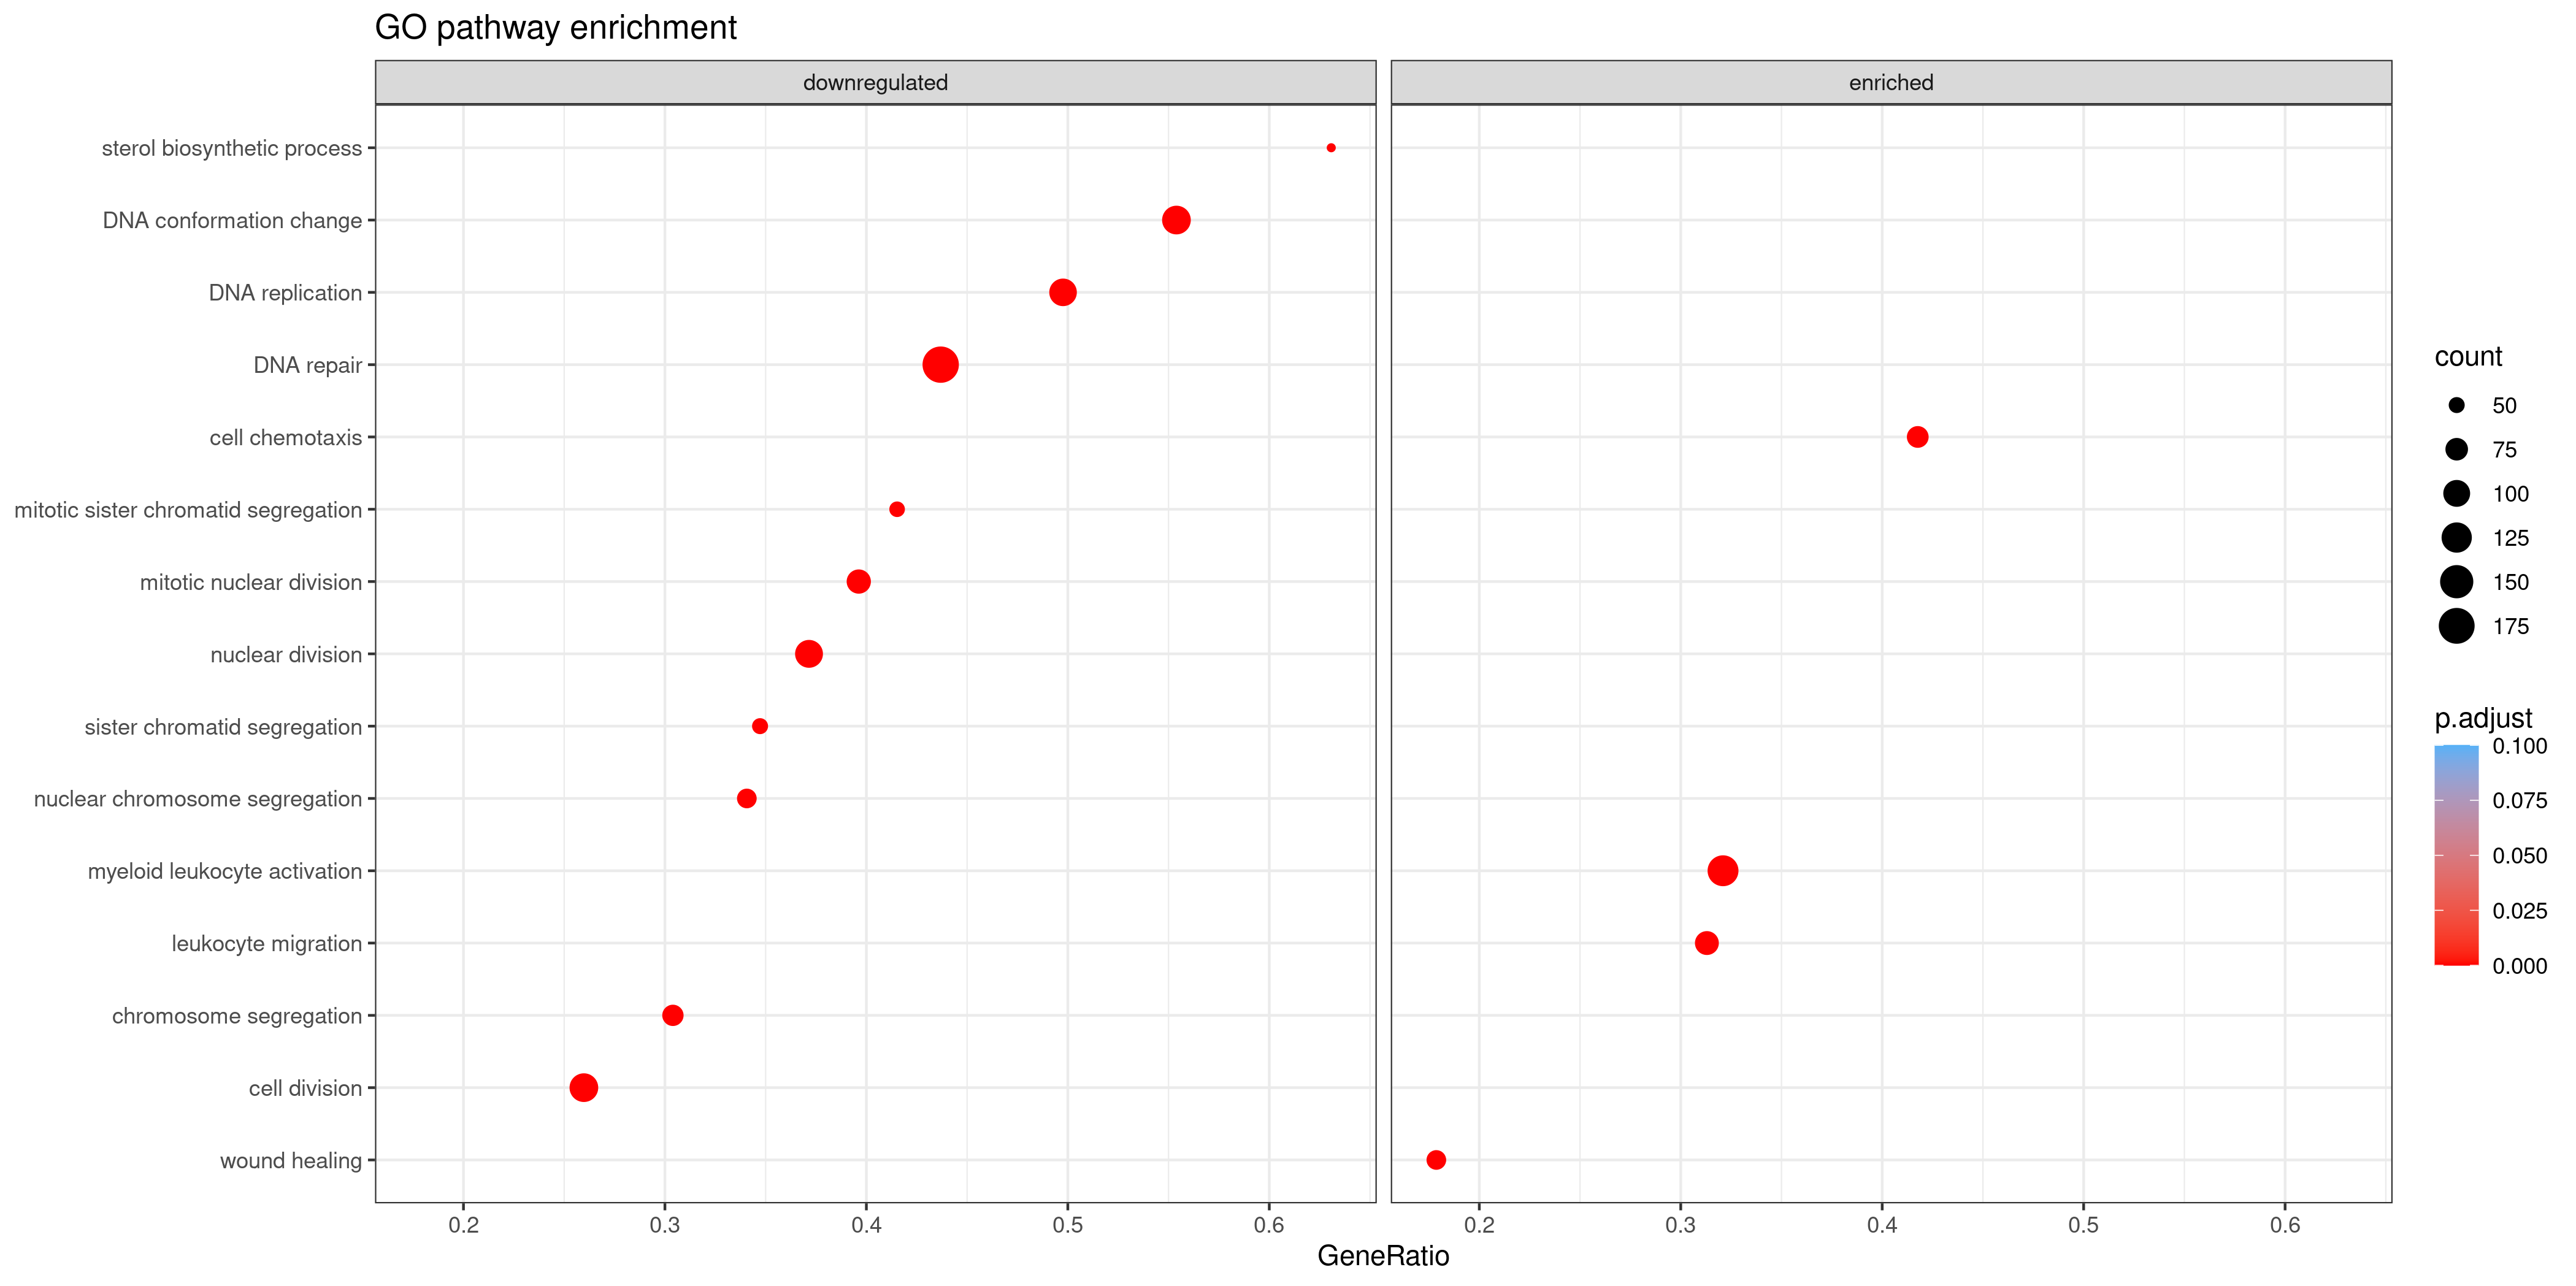 GO pathway enrichment
downregulated
enriched
sterol biosynthetic process
DNA conformation change
DNA replication
DNA repair
cell chemotaxis
mitotic sister chromatid segregation
mitotic nuclear division
nuclear division
sister chromatid segregation
nuclear chromosome segregation
myeloid leukocyte activation
leukocyte migration
chromosome segregation
cell division
wound healing
0.2 0.3 0.4 0.5 0.6
0.2 0.3 0.4 0.5 0.6
GeneRatio
count
50
75
100
125
150
175
p.adjust
0.100
0.075
0.050
0.025
0.000